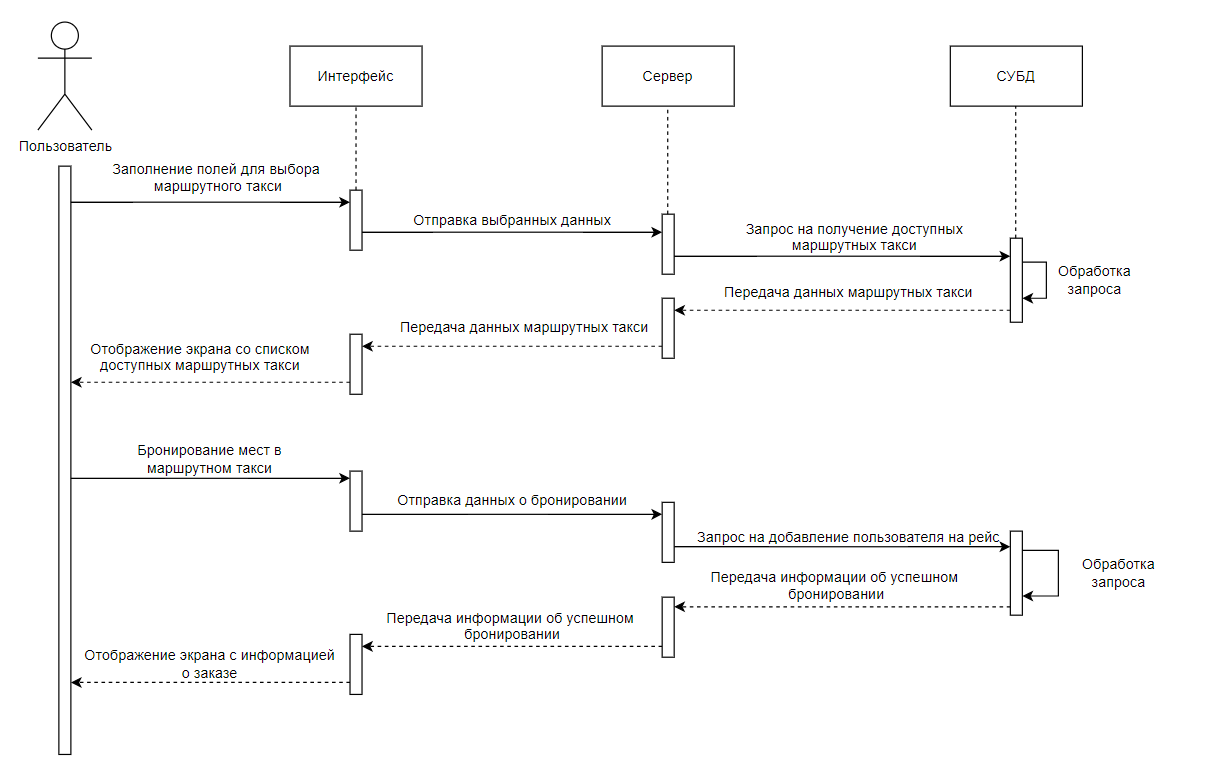 Интерфейс
Сервер
СУБД
Пользователь
Заполнение полей для выбора
маршрутного такси
Отправка выбранных данных
Запрос на получение доступных
маршрутных такси
Обработка
запроса
Передача данных маршрутных такси
Передача данных маршрутных такси
Отображение экрана со списком
доступных маршрутных такси
Бронирование мест в
маршрутном такси
Отправка данных о бронировании
Запрос на добавление пользователя на рейс
Обработка
запроса
Передача информации об успешном
бронировании
Передача информации об успешном
бронировании
Отображение экрана с информацией
о заказе